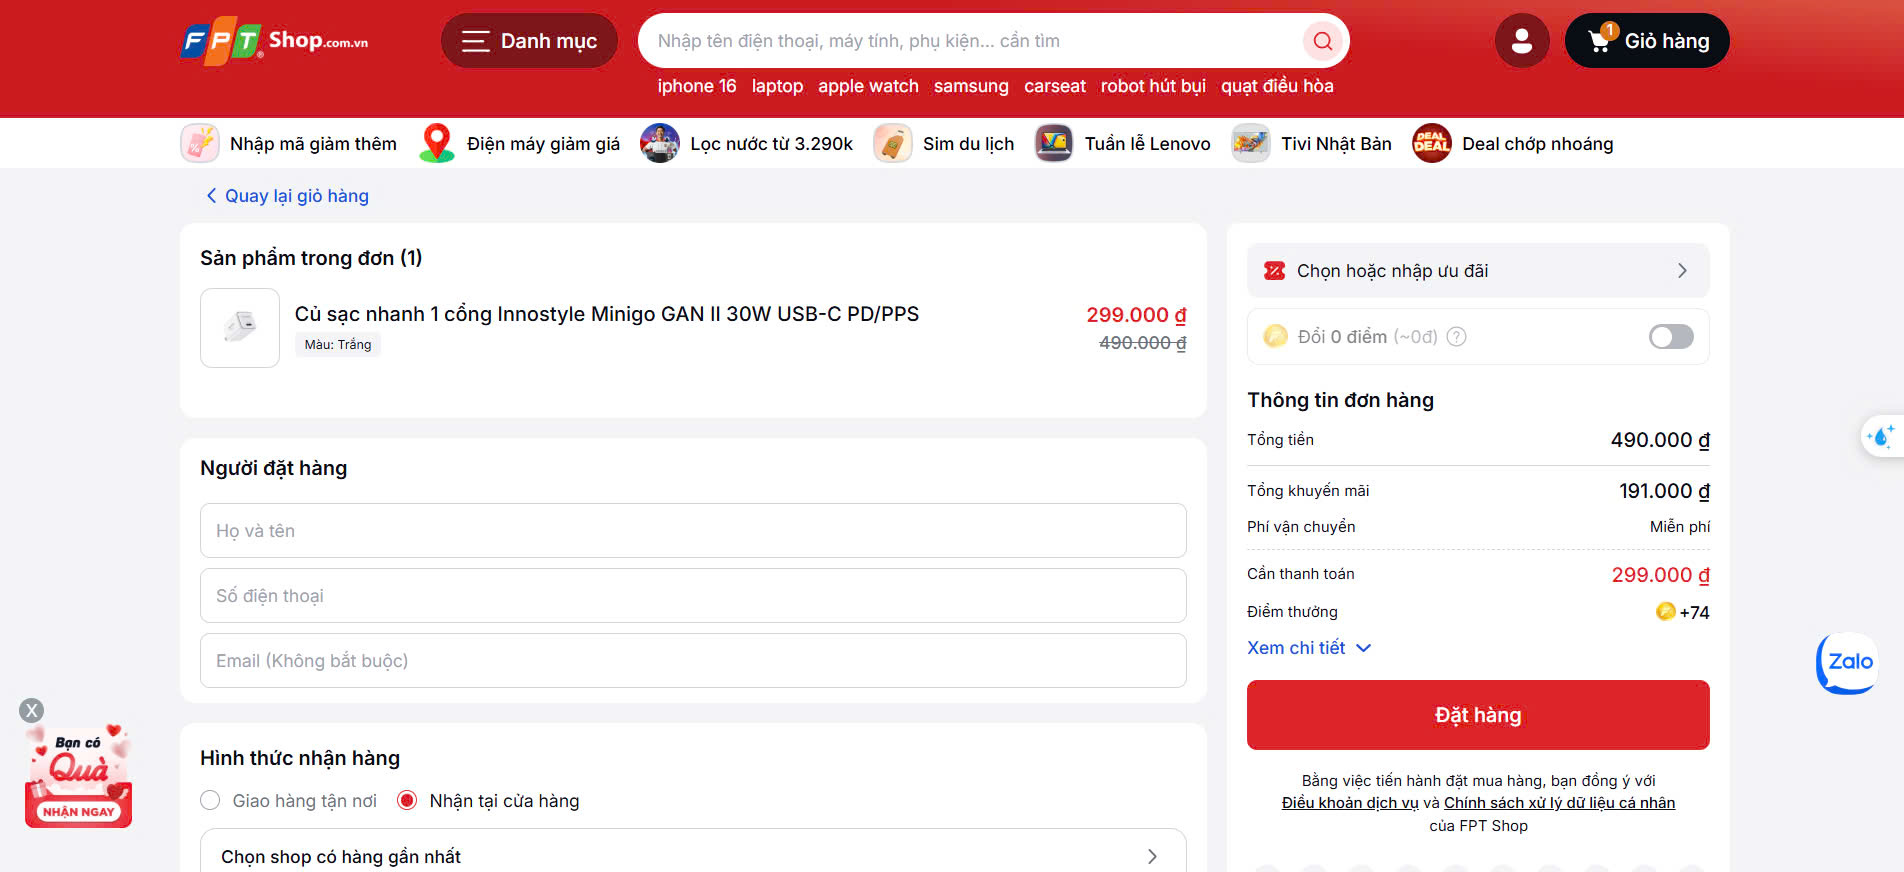 FPT Shop.com.vn
Danh mục
Nhập tên điện thoại, máy tính, phụ kiện... cần tìm
1
Giỏ hàng
iphone 16 laptop apple watch samsung carseat robot hút bụi quạt điều hòa
Nhập mã giảm thêm
Điện máy giảm giá
Lọc nước từ 3.290k
Sim du lịch
Tuần lễ Lenovo
Tivi Nhật Bản
DEAL DEAL
Deal chớp nhoáng
Quay lại giỏ hàng
Sản phẩm trong đơn (1)
Củ sạc nhanh 1 cổng Innostyle Minigo GAN II 30W USB-C PD/PPS
Màu: Trắng
299.000 ₫
490.000 ₫
Người đặt hàng
Họ và tên
Số điện thoại
Email (Không bắt buộc)
Hình thức nhận hàng
Giao hàng tận nơi
Nhận tại cửa hàng
Chọn shop có hàng gần nhất
Chọn hoặc nhập ưu đãi
Đổi 0 điểm (~0đ) ?
Thông tin đơn hàng
Tổng tiền 490.000 ₫
Tổng khuyến mãi 191.000 ₫
Phí vận chuyển Miễn phí
Cần thanh toán 299.000 ₫
Điểm thưởng +74
Xem chi tiết
Đặt hàng
Bằng việc tiến hành đặt mua hàng, bạn đồng ý với
Điều khoản dịch vụ và Chính sách xử lý dữ liệu cá nhân
của FPT Shop
X
Bạn có
Quà
NHẬN NGAY
Zalo